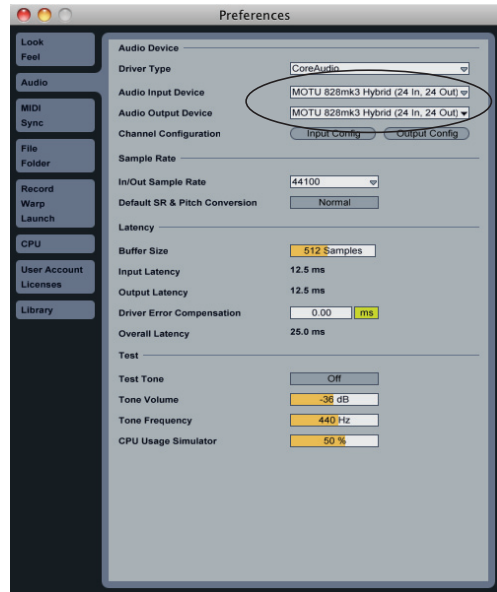 Preferences
Look
Feel
Audio
MIDI
Sync
File
Folder
Record
Warp
Launch
CPU
User Account
Licenses
Library
Audio Device
Driver Type CoreAudio
Audio Input Device MOTU 828mk3 Hybrid (24 In, 24 Out)
Audio Output Device MOTU 828mk3 Hybrid (24 In, 24 Out)
Channel Configuration Input Config Output Config
Sample Rate
In/Out Sample Rate 44100
Default SR & Pitch Conversion Normal
Latency
Buffer Size 512 Samples
Input Latency 12.5 ms
Output Latency 12.5 ms
Driver Error Compensation 0.00 ms
Overall Latency 25.0 ms
Test
Test Tone Off
Tone Volume -36 dB
Tone Frequency 440 Hz
CPU Usage Simulator 50 %